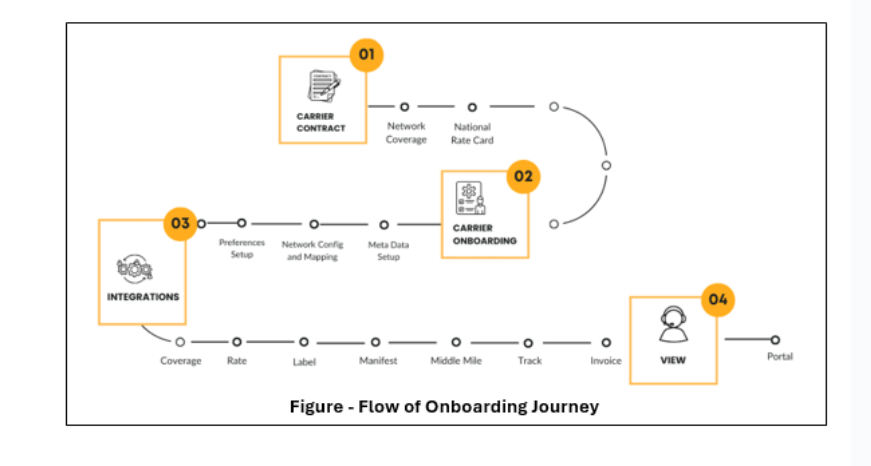 01
CARRIER
CONTRACT
Network
Coverage
National
Rate Card
02
CARRIER
ONBOARDING
Meta Data
Setup
Network Config
and Mapping
Preferences
Setup
03
INTEGRATIONS
Coverage
Rate
Label
Manifest
Middle Mile
Track
Invoice
04
VIEW
Portal
Figure - Flow of Onboarding Journey